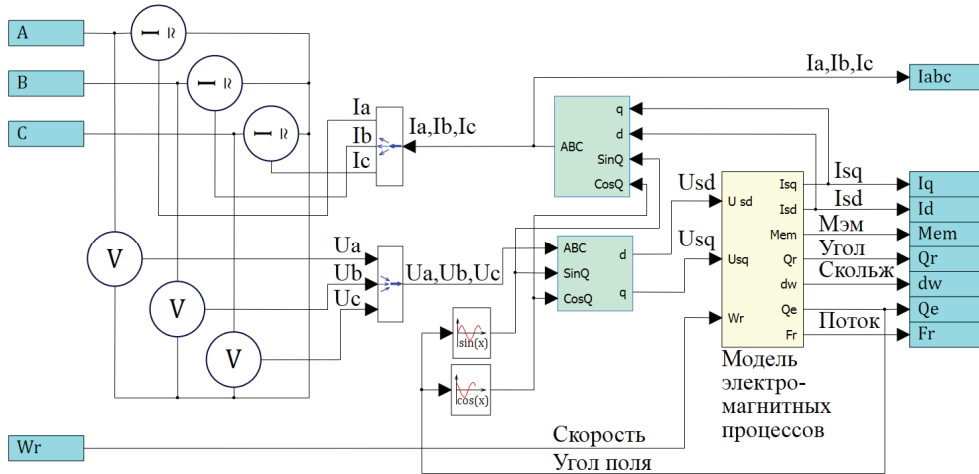 A
I ≈
B
I ≈
C
I ≈
Ia
Ib
Ic
Ia,Ib,Ic
Ia,Ib,Ic
Iabc
ABC
q
d
SinQ
CosQ
V
V
V
Ua
Ub
Uc
Ua,Ub,Uc
ABC
SinQ
CosQ
d
q
Usd
Usq
U sd
Usq
Wr
Isq
Isd
Mem
Qr
dw
Qe
Fr
Isq
Isd
Мэм
Угол
Скольж
Поток
Iq
Id
Mem
Qr
dw
Qe
Fr
sin(x)
cos(x)
Модель
электро-
магнитных
процессов
Wr
Скорость
Угол поля